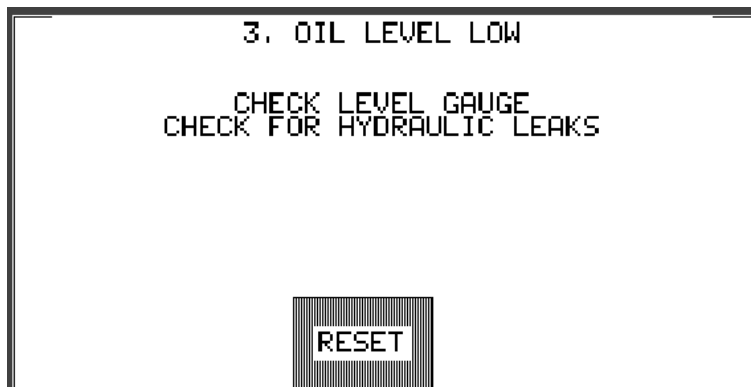 3. OIL LEVEL LOW
CHECK LEVEL GAUGE
CHECK FOR HYDRAULIC LEAKS
RESET